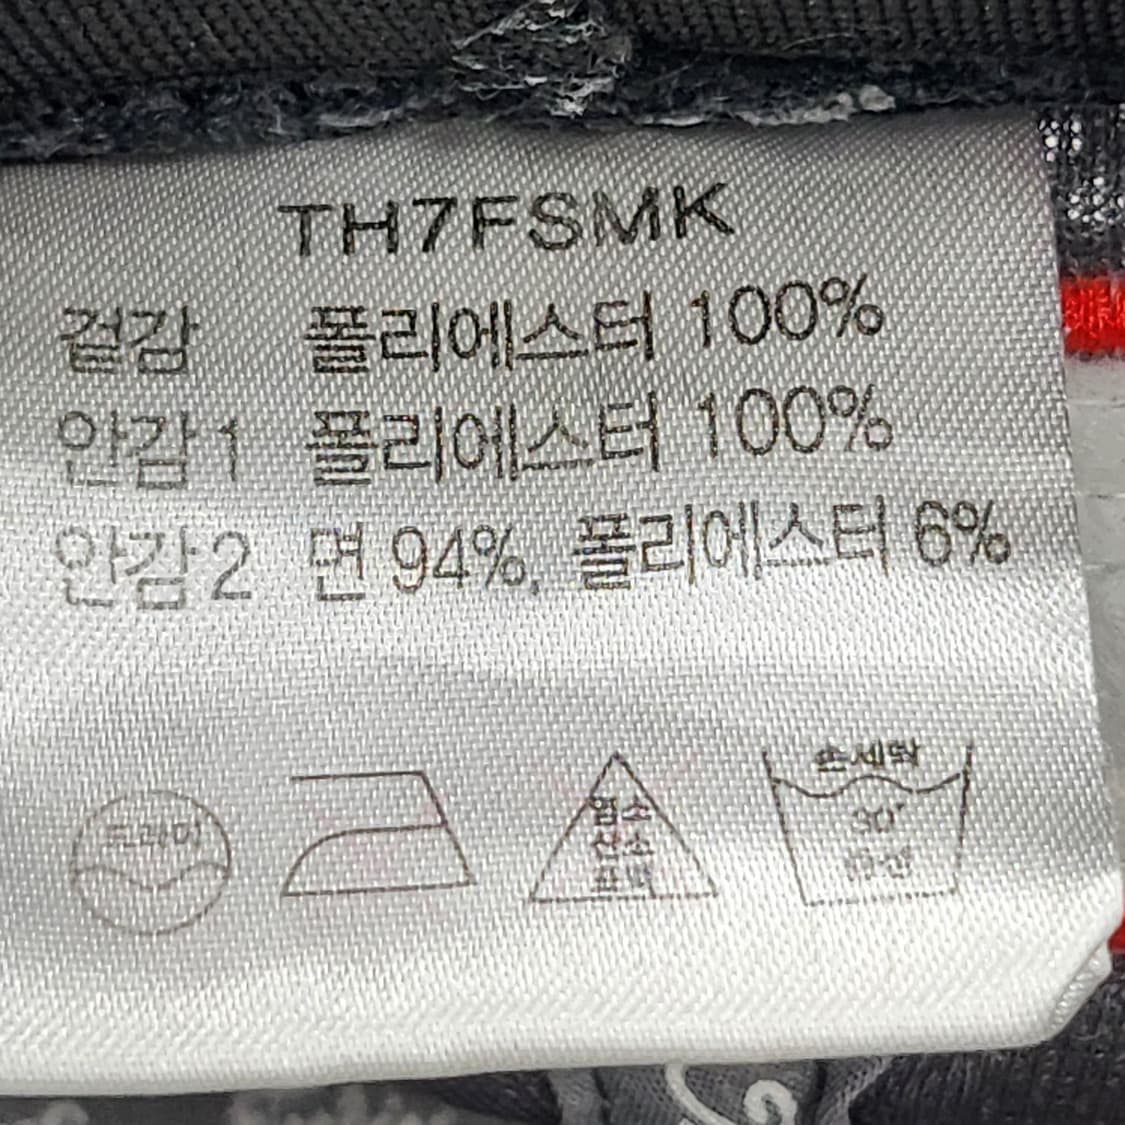 TH7FSMK
겉감 폴리에스터 100%
안감1 폴리에스터 100%
안감2 면 94%, 폴리에스터 6%
드라이
염소
산소
표백
손세탁
30°
중성